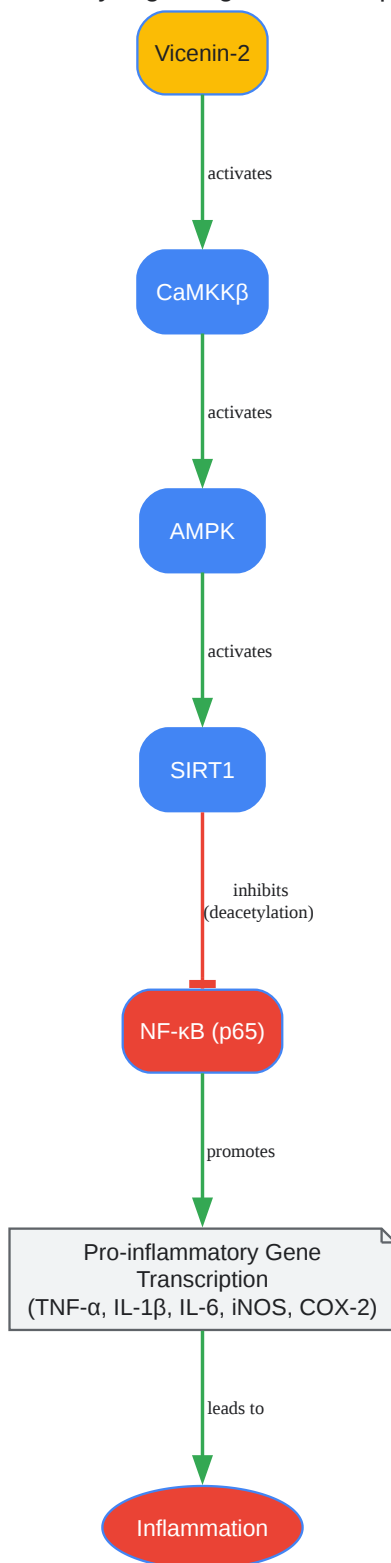 Vicenin-2
activates
CaMKKβ
activates
AMPK
activates
SIRT1
inhibits
(deacetylation)
NF-κB (p65)
promotes
Pro-inflammatory Gene
Transcription
(TNF-α, IL-1β, IL-6, iNOS, COX-2)
leads to
Inflammation